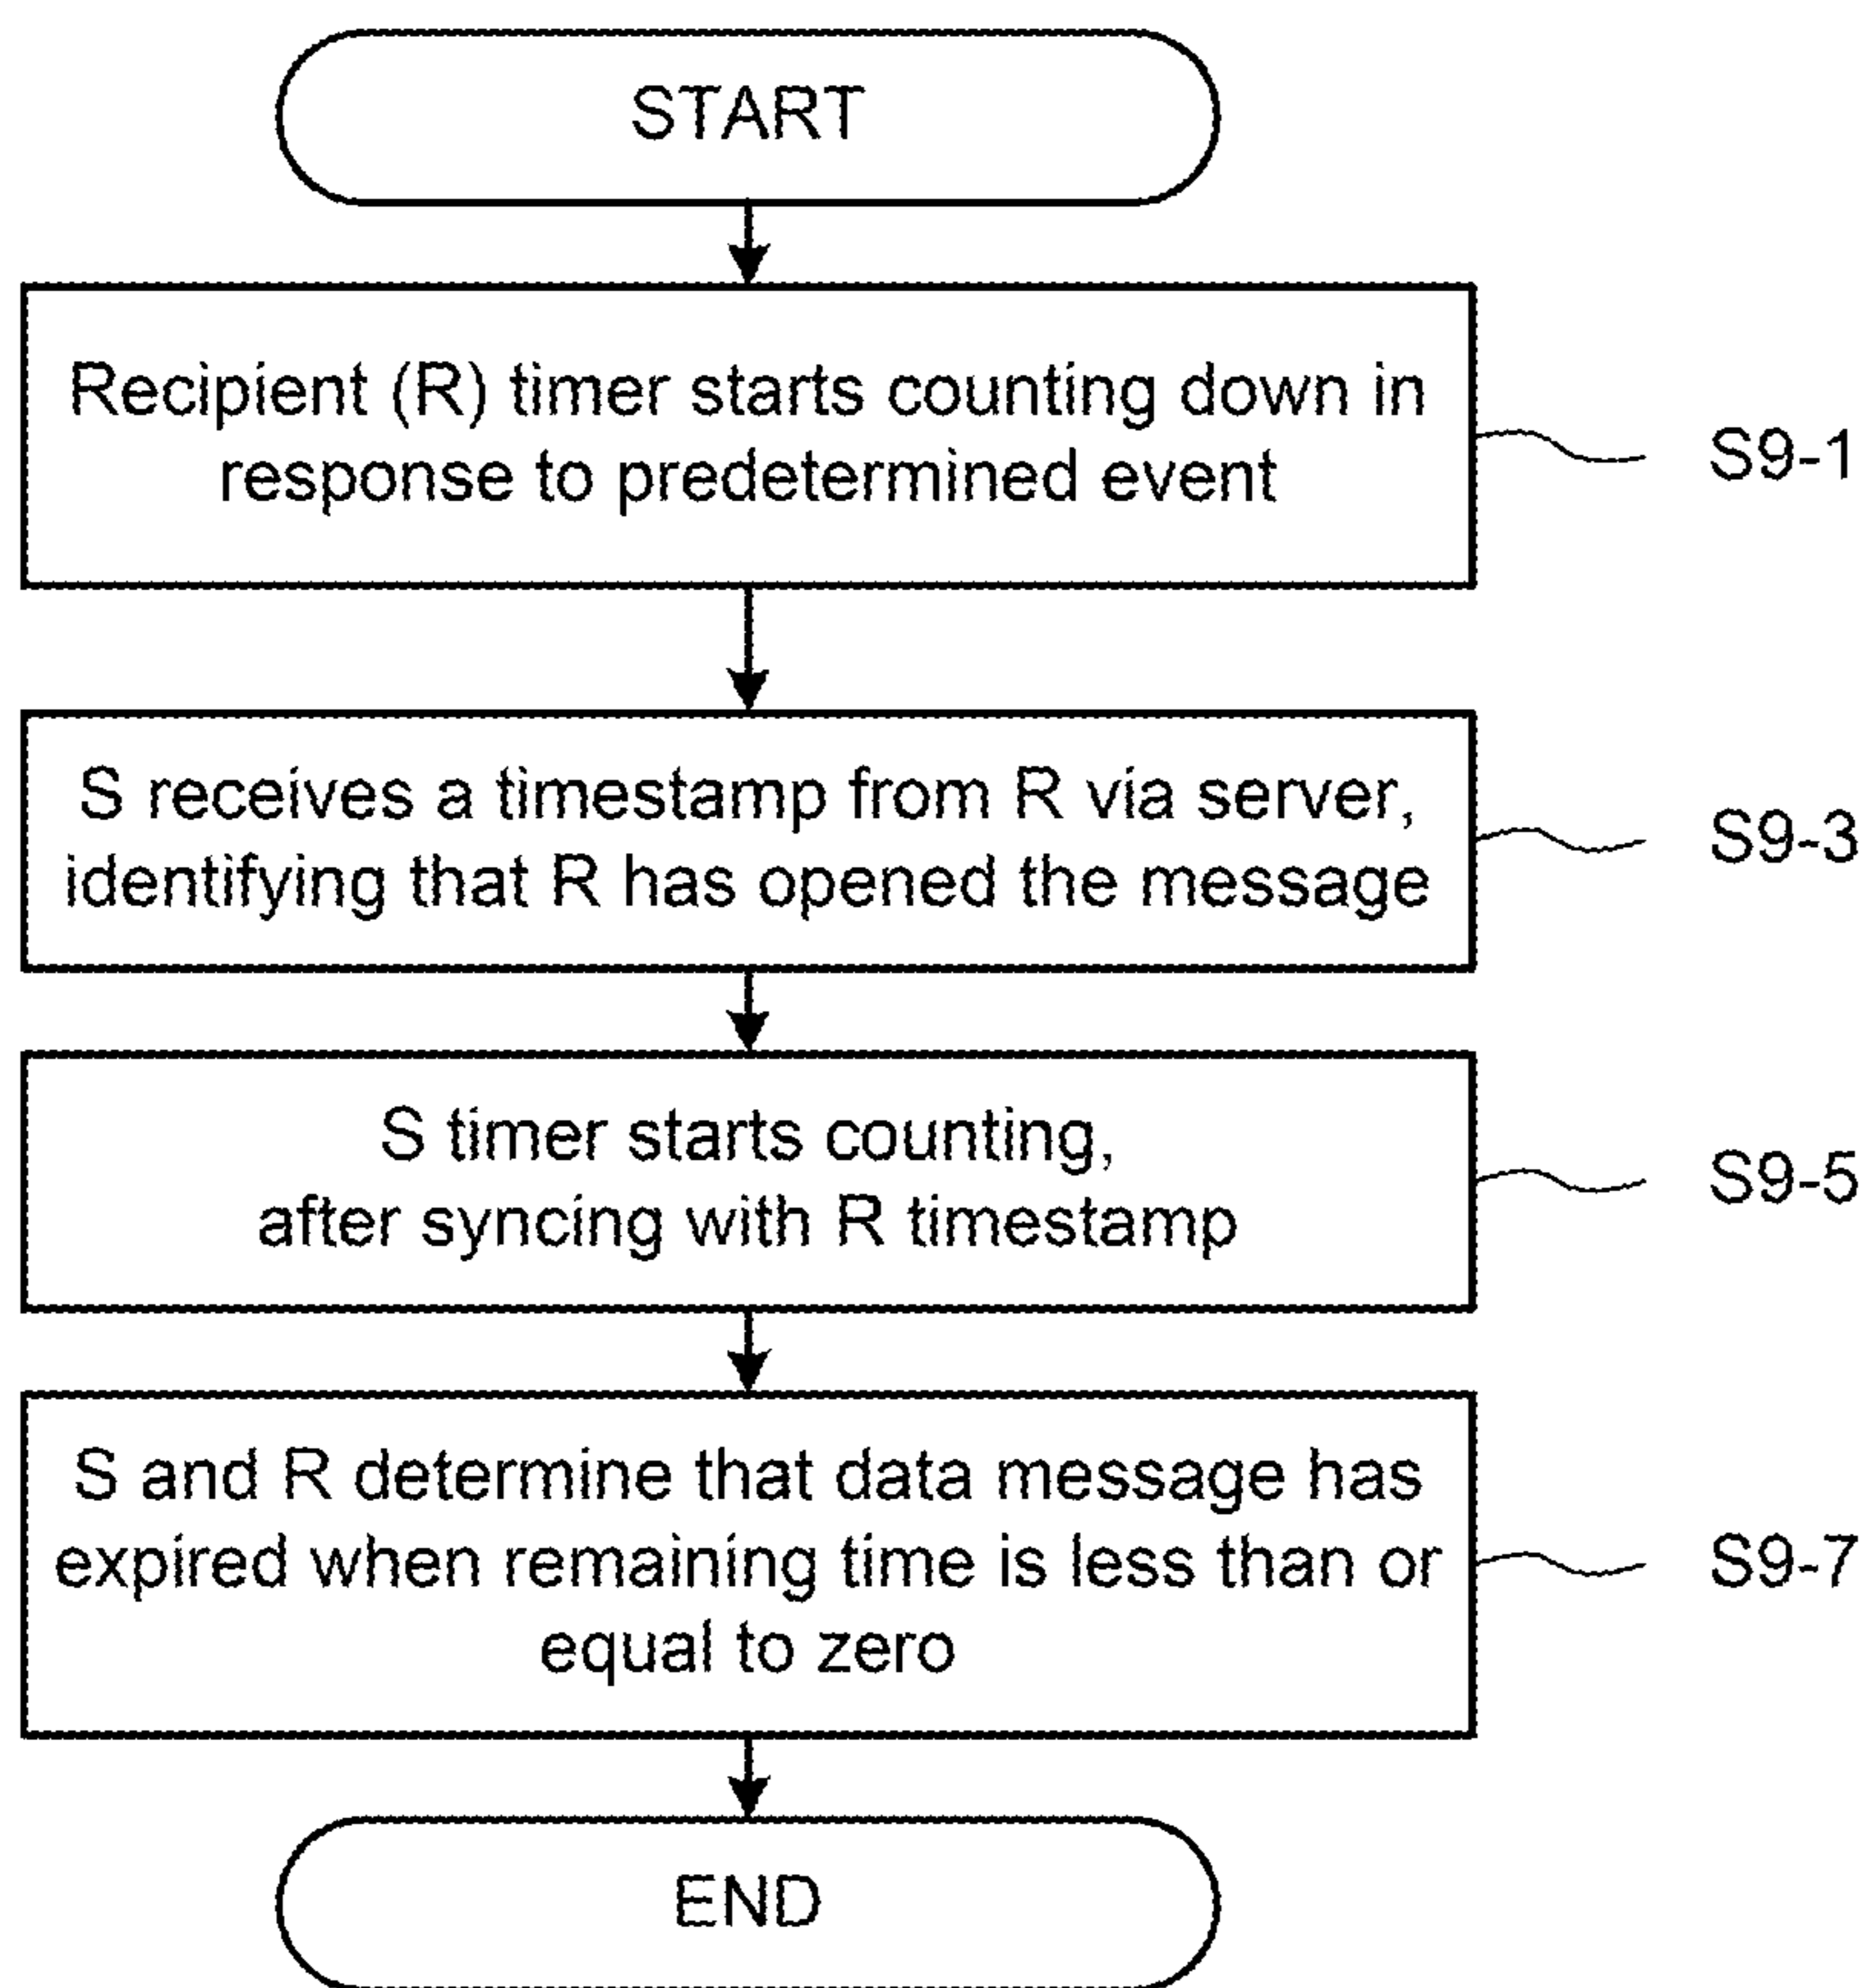 START
Recipient (R) timer starts counting down in
response to predetermined event
S9-1
S receives a timestamp from R via server,
identifying that R has opened the message
S9-3
S timer starts counting,
after syncing with R timestamp
S9-5
S and R determine that data message has
expired when remaining time is less than or
equal to zero
S9-7
END